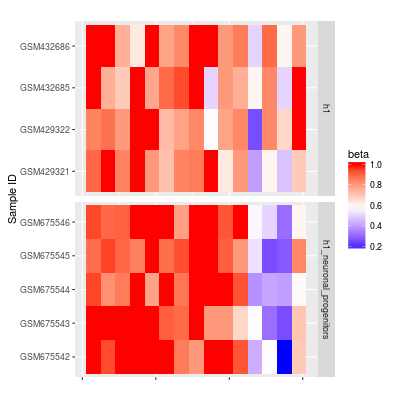 GSM432686
GSM432685
GSM429322
GSM429321
h1
GSM675546
GSM675545
GSM675544
GSM675543
GSM675542
h1_neuronal_progenitors
Sample ID
beta
1.0
0.8
0.6
0.4
0.2